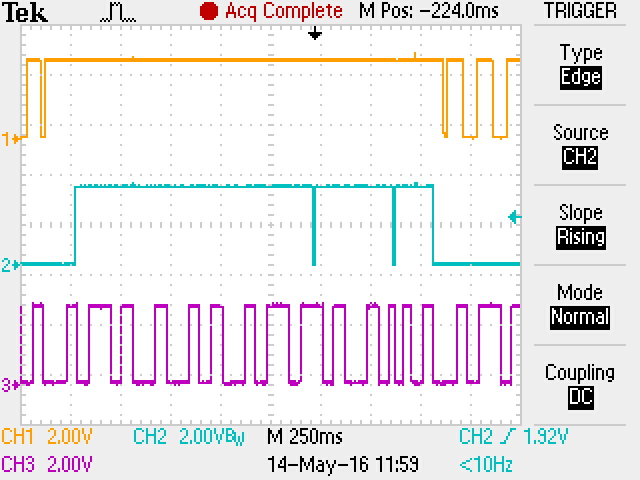 Tek Acq Complete M Pos: -224.0ms TRIGGER
Type
Edge
Source
CH2
Slope
Rising
Mode
Normal
Coupling
DC
1
2
3
CH1 2.00V CH2 2.00VBW M 250ms CH2 1.92V
CH3 2.00V 14-May-16 11:59 <10Hz